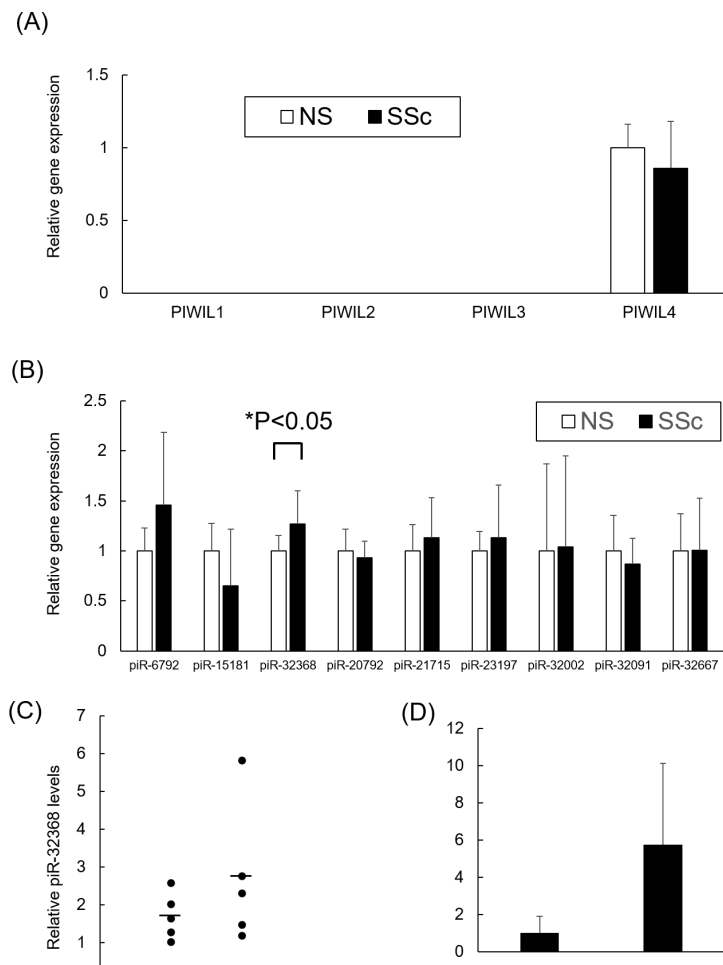 (A)
Relative gene expression
1.5
1
0.5
0
NS SSc
PIWIL1 PIWIL2 PIWIL3 PIWIL4
(B)
Relative gene expression
2.5
2
1.5
1
0.5
0
*P<0.05
NS SSc
piR-6792 piR-15181 piR-32368 piR-20792 piR-21715 piR-23197 piR-32002 piR-32091 piR-32667
(C)
Relative piR-32368 levels
7
6
5
4
3
2
1
(D)
12
10
8
6
4
2
0